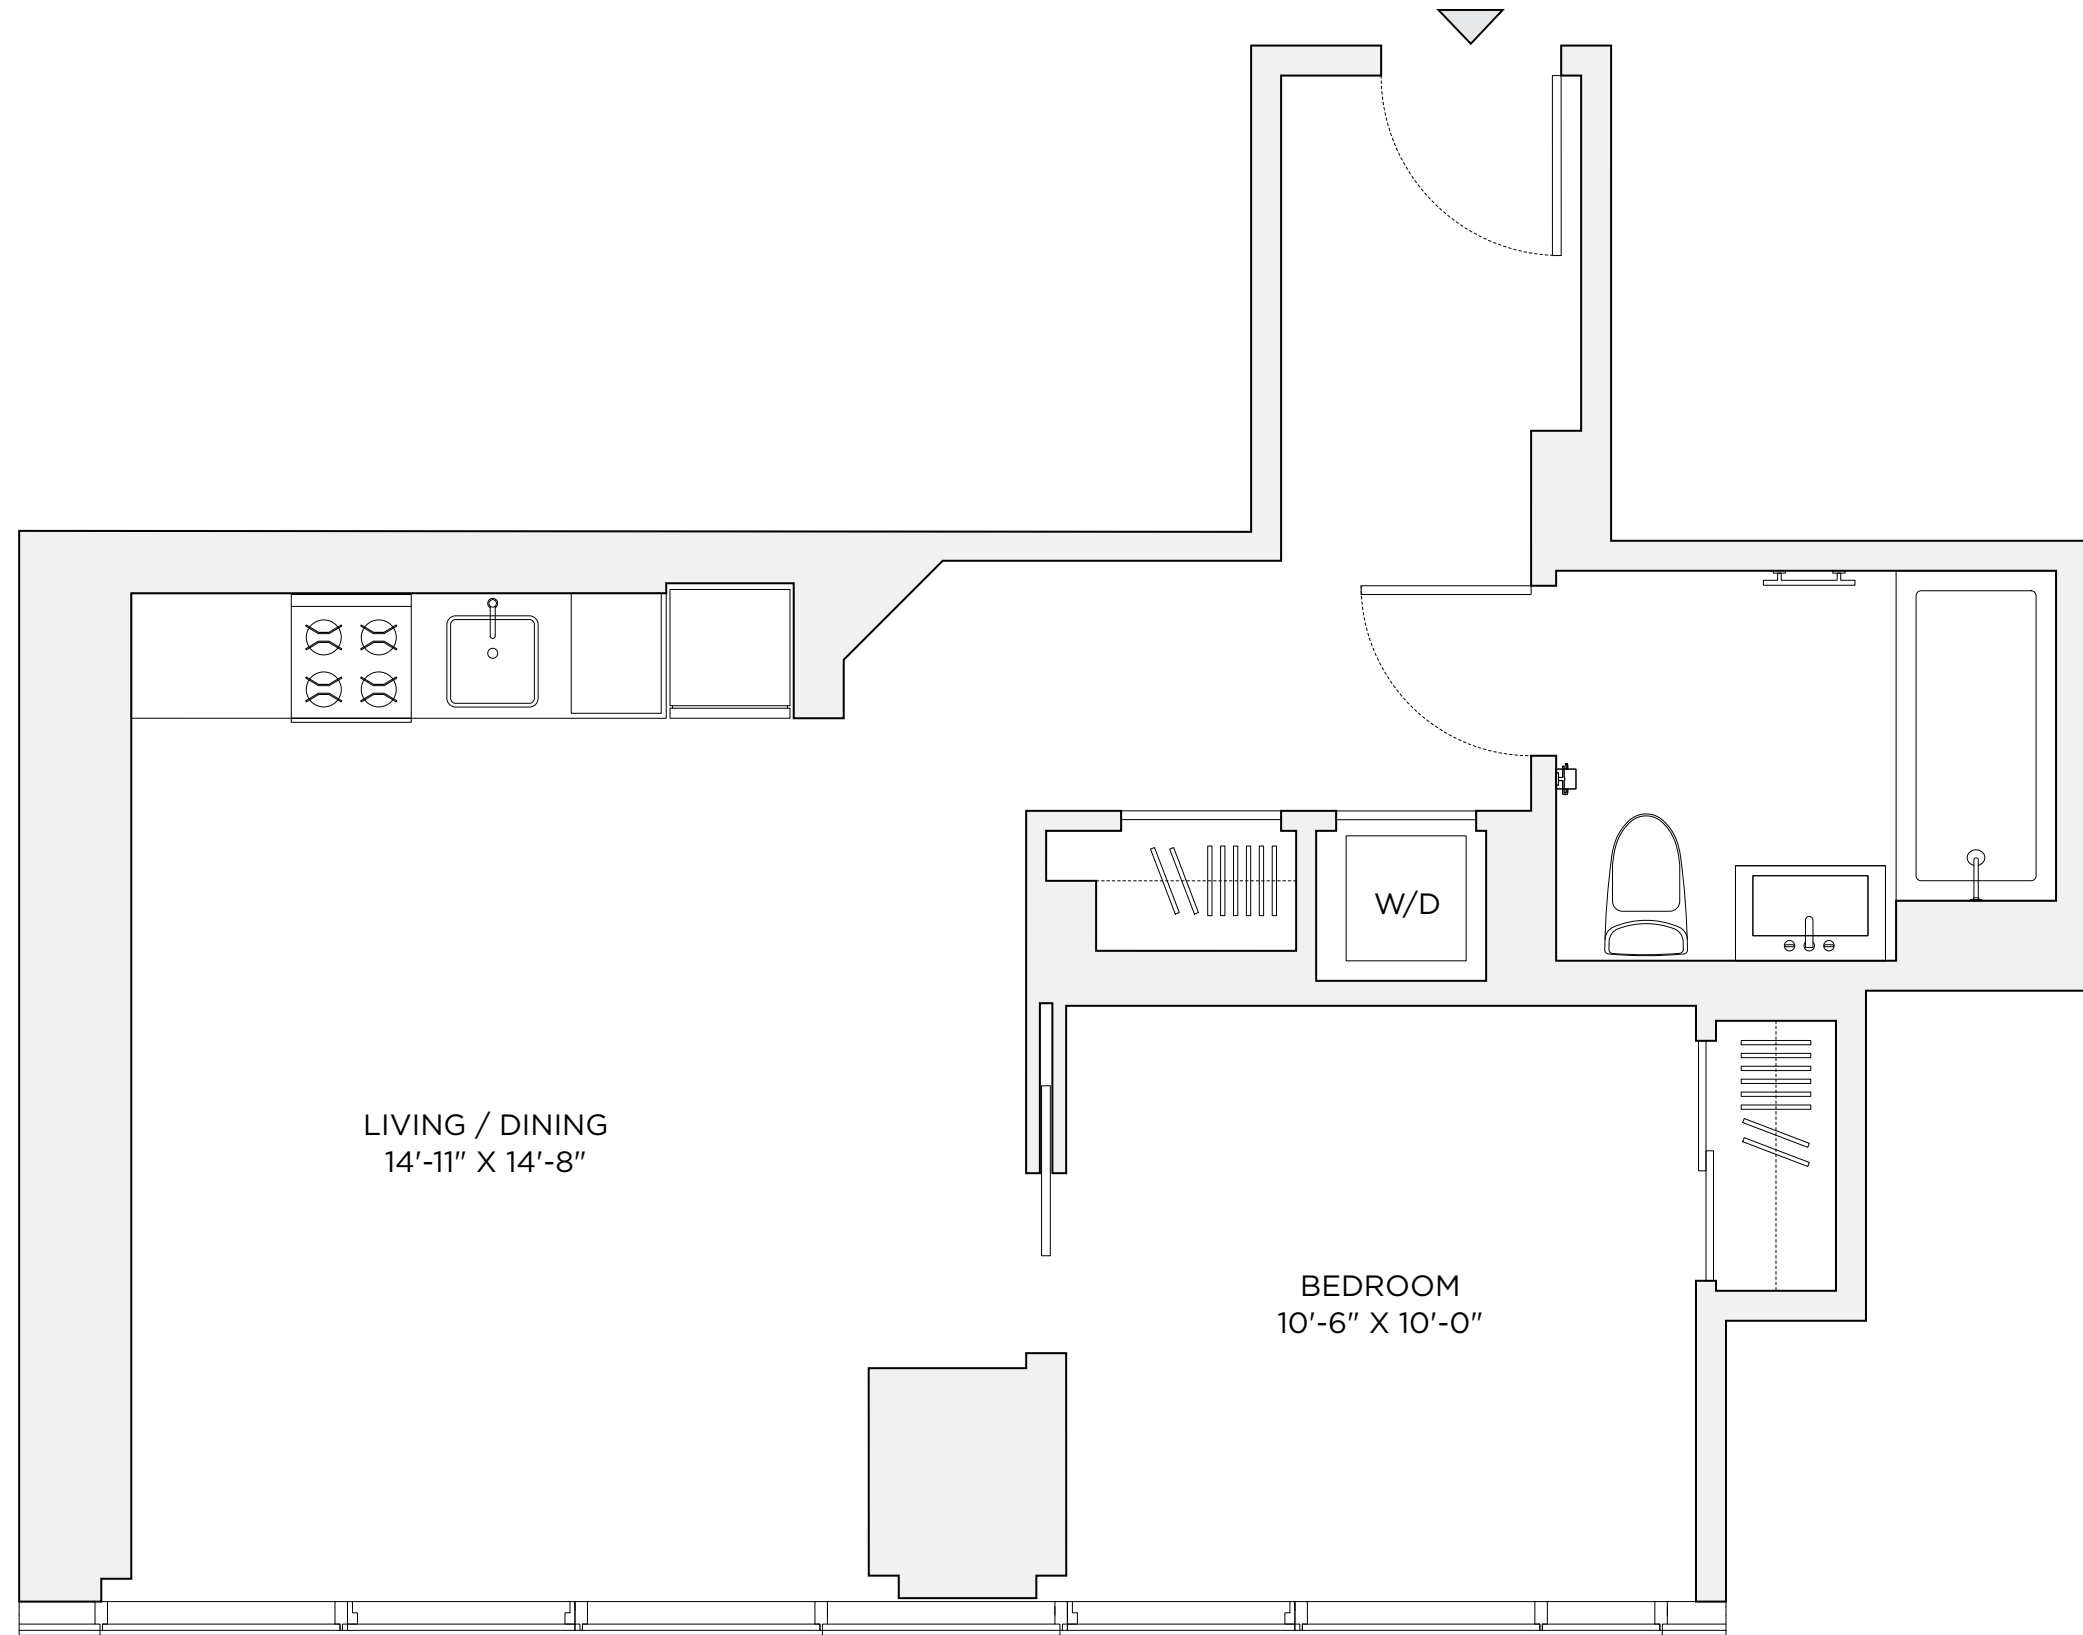 W/D
LIVING / DINING
14'-11" X 14'-8"
BEDROOM
10'-6" X 10'-0"